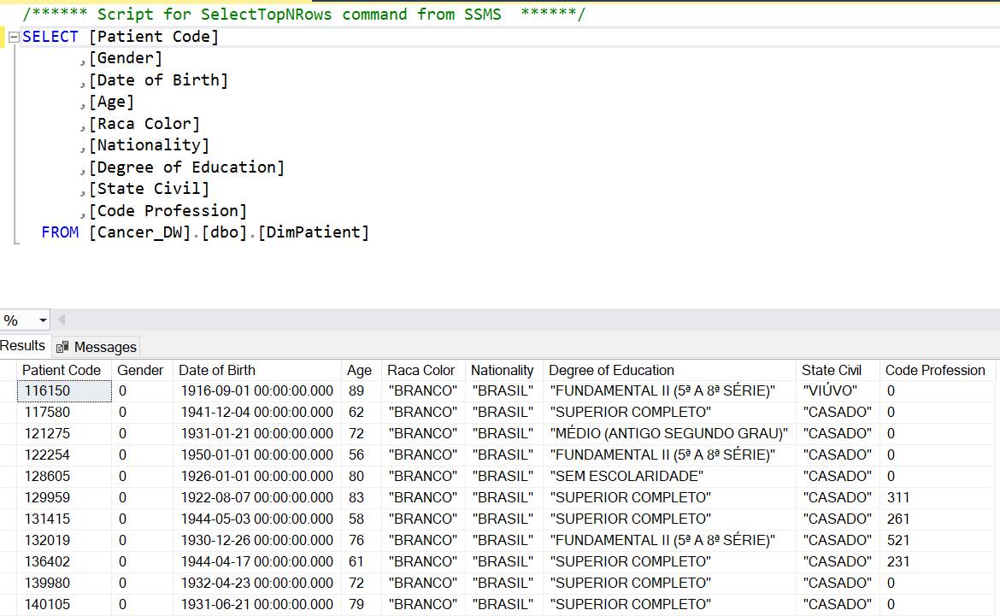 /****** Script for SelectTopNRows command from SSMS  ******/
SELECT [Patient Code]
,[Gender]
,[Date of Birth]
,[Age]
,[Raca Color]
,[Nationality]
,[Degree of Education]
,[State Civil]
,[Code Profession]
FROM [Cancer_DW].[dbo].[DimPatient]
%
Results Messages
Patient Code Gender Date of Birth Age Raca Color Nationality Degree of Education State Civil Code Profession
116150 0 1916-09-01 00:00:00.000 89 "BRANCO" "BRASIL" "FUNDAMENTAL II (5ª A 8ª SÉRIE)" "VIÚVO" 0
117580 0 1941-12-04 00:00:00.000 62 "BRANCO" "BRASIL" "SUPERIOR COMPLETO" "CASADO" 0
121275 0 1931-01-21 00:00:00.000 72 "BRANCO" "BRASIL" "MÉDIO (ANTIGO SEGUNDO GRAU)" "CASADO" 0
122254 0 1950-01-01 00:00:00.000 56 "BRANCO" "BRASIL" "FUNDAMENTAL II (5ª A 8ª SÉRIE)" "CASADO" 0
128605 0 1926-01-01 00:00:00.000 80 "BRANCO" "BRASIL" "SEM ESCOLARIDADE" "CASADO" 0
129959 0 1922-08-07 00:00:00.000 83 "BRANCO" "BRASIL" "SUPERIOR COMPLETO" "CASADO" 311
131415 0 1944-05-03 00:00:00.000 58 "BRANCO" "BRASIL" "SUPERIOR COMPLETO" "CASADO" 261
132019 0 1930-12-26 00:00:00.000 76 "BRANCO" "BRASIL" "FUNDAMENTAL II (5ª A 8ª SÉRIE)" "CASADO" 521
136402 0 1944-04-17 00:00:00.000 61 "BRANCO" "BRASIL" "SUPERIOR COMPLETO" "CASADO" 231
139980 0 1932-04-23 00:00:00.000 72 "BRANCO" "BRASIL" "SUPERIOR COMPLETO" "CASADO" 0
140105 0 1931-06-21 00:00:00.000 79 "BRANCO" "BRASIL" "SUPERIOR COMPLETO" "CASADO" 0